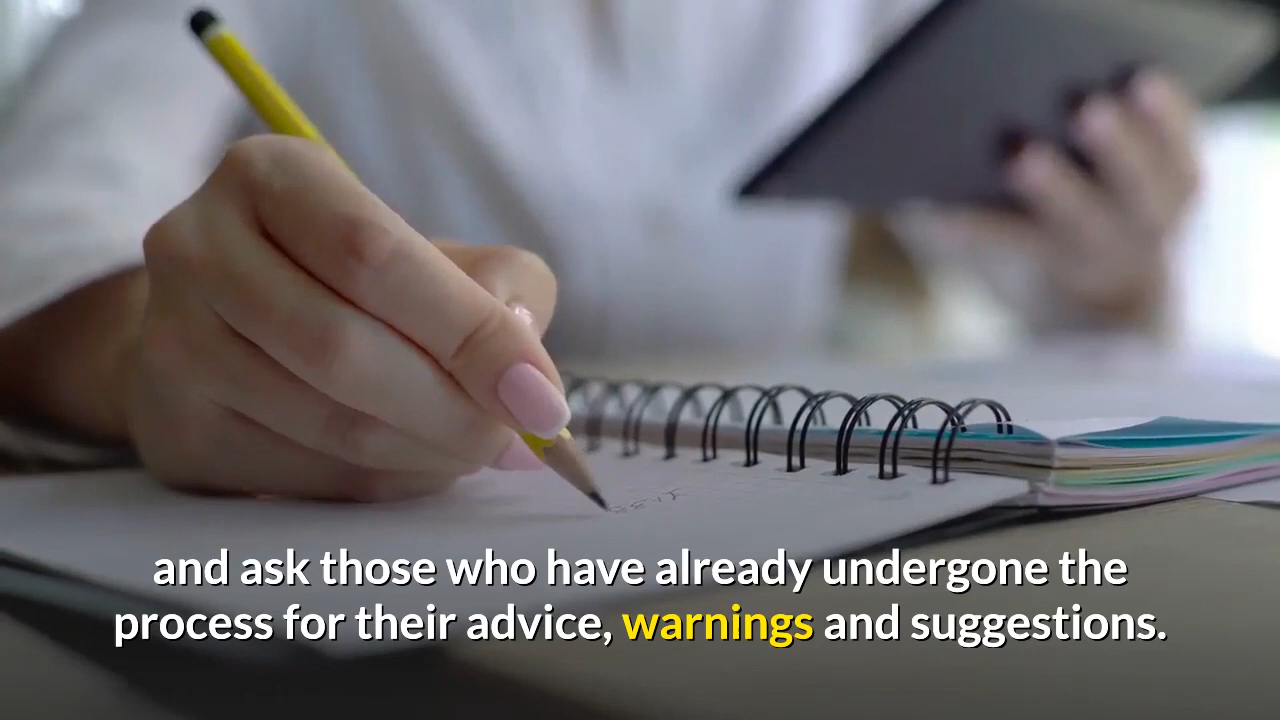 and ask those who have already undergone the
process for their advice, warnings and suggestions.